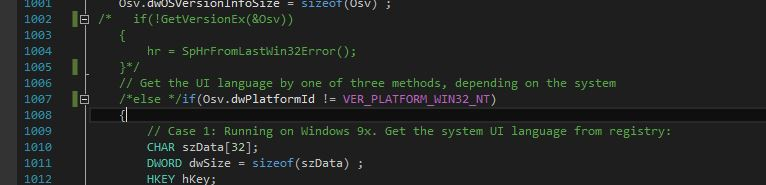 1001 Osv.dwOSVersionInfoSize = sizeof(Osv) ;
1002 /* if(!GetVersionEx(&Osv))
1003 {
1004 hr = SpHrFromLastWin32Error();
1005 }*/
1006 // Get the UI language by one of three methods, depending on the system
1007 /*else */if(Osv.dwPlatformId != VER_PLATFORM_WIN32_NT)
1008 {
1009 // Case 1: Running on Windows 9x. Get the system UI language from registry:
1010 CHAR szData[32];
1011 DWORD dwSize = sizeof(szData) ;
1012 HKEY hKey;